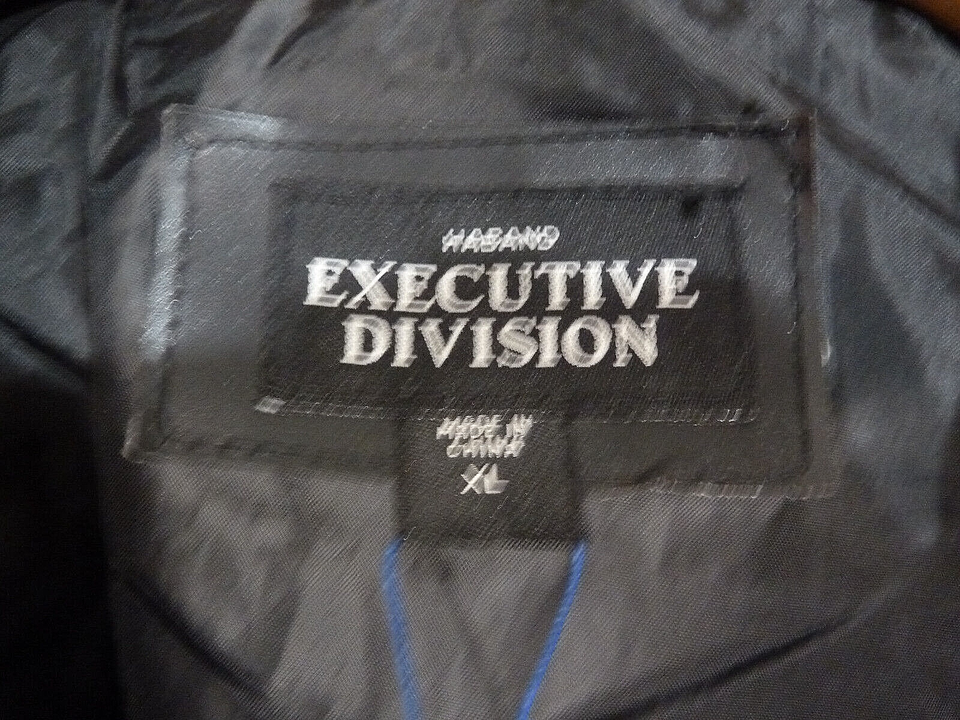 HABAND
EXECUTIVE
DIVISION
MADE IN
CHINA
XL